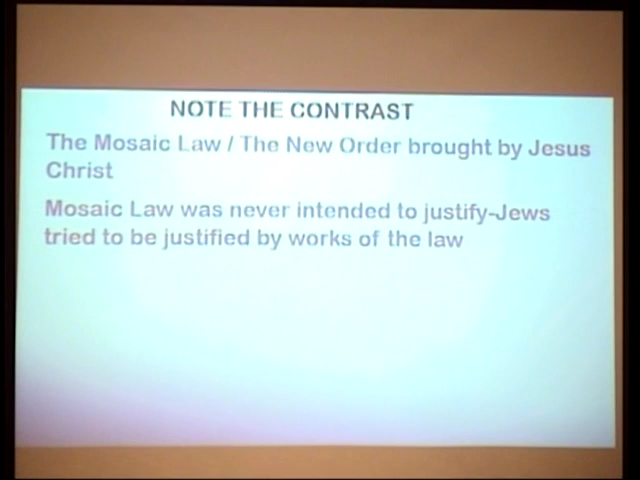 NOTE THE CONTRAST
The Mosaic Law / The New Order brought by Jesus
Christ
Mosaic Law was never intended to justify-Jews
tried to be justified by works of the law